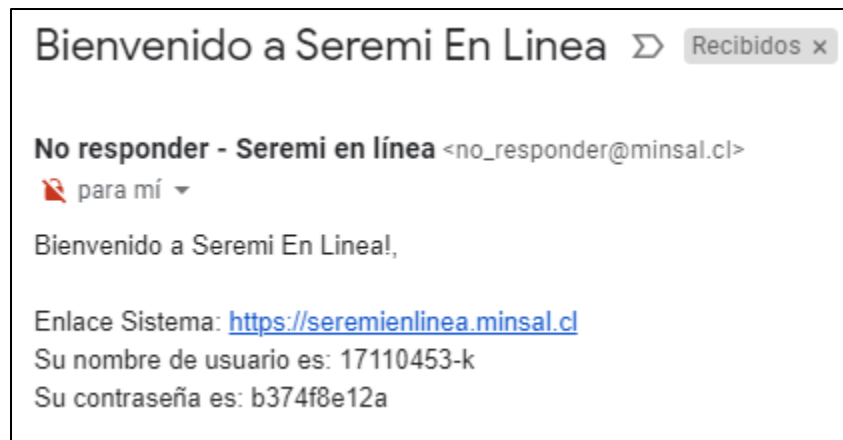 Bienvenido a Seremi En Linea Recibidos x
No responder - Seremi en línea <no_responder@minsal.cl>
para mí
Bienvenido a Seremi En Linea!,
Enlace Sistema: https://seremienlinea.minsal.cl
Su nombre de usuario es: 17110453-k
Su contraseña es: b374f8e12a